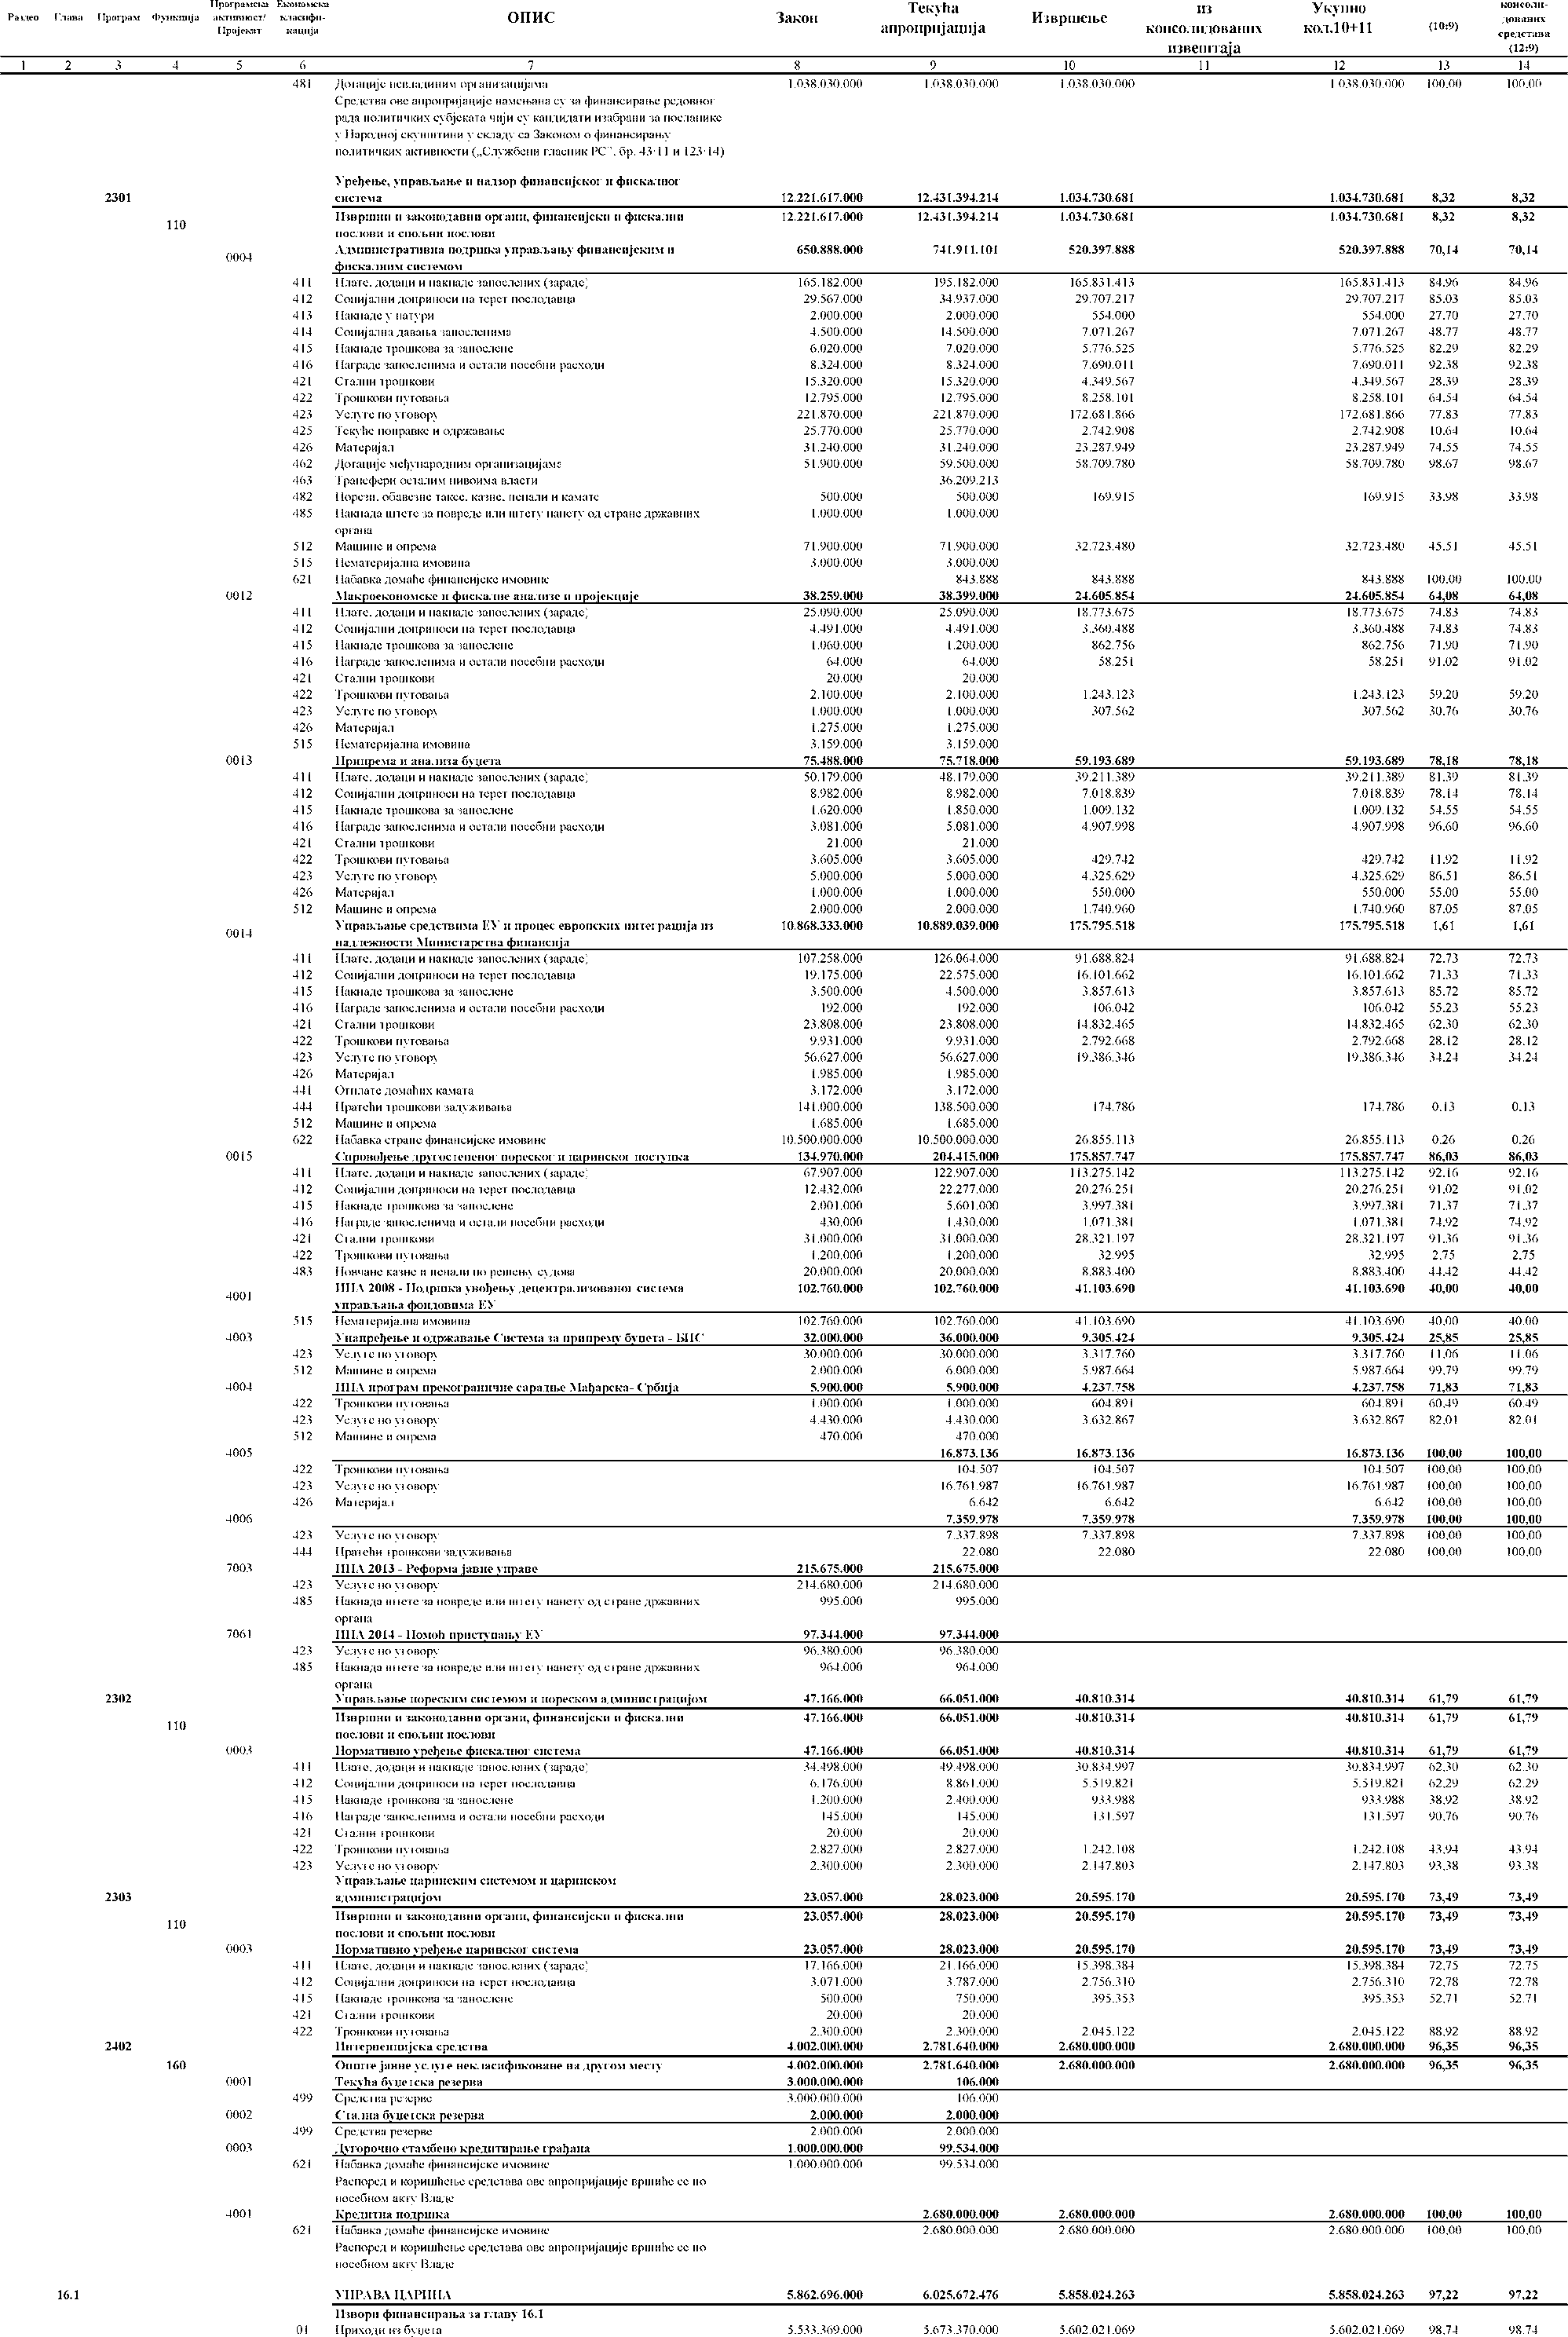 Раздео Глава Програм Функција Програмска активност/ Пројекат Економска класифи- кација ОПИС Закон Текућа апропријација Извршење из консолидованих извештаја Укупно кол.10+11 (10:9) консоли- дованих средстава (12:9)
1 2 3 4 5 6 7 8 9 10 11 12 13 14
481 Дотације невладиним организацијама 1.038.030.000 1.038.030.000 1.038.030.000 1.038.030.000 100,00 100,00
Средства ове апропријације намењана су за финансирање редовног
рада политичких субјеката чији су кандидати изабрани за посланике
у Народној скупштини у складу са Законом о финансирању
политичких активности („Службени гласник РС”, бр. 43/11 и 123/14)
Уређење, управљање и надзор финансијског и фискалног
2301 система 12.221.617.000 12.431.394.214 1.034.730.681 1.034.730.681 8,32 8,32
110 Извршни и законодавни органи, финансијски и фискални 12.221.617.000 12.431.394.214 1.034.730.681 1.034.730.681 8,32 8,32
послови и спољни послови
0004 Административна подршка управљању финансијским и 650.888.000 741.911.101 520.397.888 520.397.888 70,14 70,14
фискалним системом
411 Плате, додаци и накнаде запослених (зараде) 165.182.000 195.182.000 165.831.413 165.831.413 84,96 84,96
412 Социјални доприноси на терет послодавца 29.567.000 34.937.000 29.707.217 29.707.217 85,03 85,03
413 Накнаде у натури 2.000.000 2.000.000 554.000 554.000 27,70 27,70
414 Социјална давања запосленима 4.500.000 14.500.000 7.071.267 7.071.267 48,77 48,77
415 Накнаде трошкова за запослене 6.020.000 7.020.000 5.776.525 5.776.525 82,29 82,29
416 Награде запосленима и остали посебни расходи 8.324.000 8.324.000 7.690.011 7.690.011 92,38 92,38
421 Стални трошкови 15.320.000 15.320.000 4.349.567 4.349.567 28,39 28,39
422 Трошкови путовања 12.795.000 12.795.000 8.258.101 8.258.101 64,54 64,54
423 Услуге по уговору 221.870.000 221.870.000 172.681.866 172.681.866 77,83 77,83
425 Текуће поправке и одржавање 25.770.000 25.770.000 2.742.908 2.742.908 10,64 10,64
426 Материјал 31.240.000 31.240.000 23.287.949 23.287.949 74,55 74,55
462 Дотације међународним организацијама 51.900.000 59.500.000 58.709.780 58.709.780 98,67 98,67
463 Трансфери осталим нивоима власти 36.209.213
482 Порези, обавезне таксе, казне, пенали и камате 500.000 500.000 169.915 169.915 33,98 33,98
485 Накнада штете за повреде или штету нанету од стране државних 1.000.000 1.000.000
органа
512 Машине и опрема 71.900.000 71.900.000 32.723.480 32.723.480 45,51 45,51
515 Нематеријална имовина 3.000.000 3.000.000
621 Набавка домаће финансијске имовине 843.888 843.888 843.888 100,00 100,00
0012 Макроекономске и фискалне анализе и пројекције 38.259.000 38.399.000 24.605.854 24.605.854 64,08 64,08
411 Плате, додаци и накнаде запослених (зараде) 25.090.000 25.090.000 18.773.675 18.773.675 74,83 74,83
412 Социјални доприноси на терет послодавца 4.491.000 4.491.000 3.360.488 3.360.488 74,83 74,83
415 Накнаде трошкова за запослене 1.060.000 1.200.000 862.756 862.756 71,90 71,90
416 Награде запосленима и остали посебни расходи 64.000 64.000 58.251 58.251 91,02 91,02
421 Стални трошкови 20.000 20.000
422 Трошкови путовања 2.100.000 2.100.000 1.243.123 1.243.123 59,20 59,20
423 Услуге по уговору 1.000.000 1.000.000 307.562 307.562 30,76 30,76
426 Материјал 1.275.000 1.275.000
515 Нематеријална имовина 3.159.000 3.159.000
0013 Припрема и анализа буџета 75.488.000 75.718.000 59.193.689 59.193.689 78,18 78,18
411 Плате, додаци и накнаде запослених (зараде) 50.179.000 48.179.000 39.211.389 39.211.389 81,39 81,39
412 Социјални доприноси на терет послодавца 8.982.000 8.982.000 7.018.839 7.018.839 78,14 78,14
415 Накнаде трошкова за запослене 1.620.000 1.850.000 1.009.132 1.009.132 54,55 54,55
416 Награде запосленима и остали посебни расходи 3.081.000 5.081.000 4.907.998 4.907.998 96,60 96,60
421 Стални трошкови 21.000 21.000
422 Трошкови путовања 3.605.000 3.605.000 429.742 429.742 11,92 11,92
423 Услуге по уговору 5.000.000 5.000.000 4.325.629 4.325.629 86,51 86,51
426 Материјал 1.000.000 1.000.000 550.000 550.000 55,00 55,00
512 Машине и опрема 2.000.000 2.000.000 1.740.960 1.740.960 87,05 87,05
0014 Управљање средствима ЕУ и процес европских интеграција из 10.868.333.000 10.889.039.000 175.795.518 175.795.518 1,61 1,61
надлежности Министарства финансија
411 Плате, додаци и накнаде запослених (зараде) 107.258.000 126.064.000 91.688.824 91.688.824 72,73 72,73
412 Социјални доприноси на терет послодавца 19.175.000 22.575.000 16.101.662 16.101.662 71,33 71,33
415 Накнаде трошкова за запослене 3.500.000 4.500.000 3.857.613 3.857.613 85,72 85,72
416 Награде запосленима и остали посебни расходи 192.000 192.000 106.042 106.042 55,23 55,23
421 Стални трошкови 23.808.000 23.808.000 14.832.465 14.832.465 62,30 62,30
422 Трошкови путовања 9.931.000 9.931.000 2.792.668 2.792.668 28,12 28,12
423 Услуге по уговору 56.627.000 56.627.000 19.386.346 19.386.346 34,24 34,24
426 Материјал 1.985.000 1.985.000
441 Отплате домаћих камата 3.172.000 3.172.000
444 Пратећи трошкови задуживања 141.000.000 138.500.000 174.786 174.786 0,13 0,13
512 Машине и опрема 1.685.000 1.685.000
622 Набавка стране финансијске имовине 10.500.000.000 10.500.000.000 26.855.113 26.855.113 0,26 0,26
0015 Спровођење другостепеног пореског и царинског поступка 134.970.000 204.415.000 175.857.747 175.857.747 86,03 86,03
411 Плате, додаци и накнаде запослених (зараде) 67.907.000 122.907.000 113.275.142 113.275.142 92,16 92,16
412 Социјални доприноси на терет послодавца 12.432.000 22.277.000 20.276.251 20.276.251 91,02 91,02
415 Накнаде трошкова за запослене 2.001.000 5.601.000 3.997.381 3.997.381 71,37 71,37
416 Награде запосленима и остали посебни расходи 430.000 1.430.000 1.071.381 1.071.381 74,92 74,92
421 Стални трошкови 31.000.000 31.000.000 28.321.197 28.321.197 91,36 91,36
422 Трошкови путовања 1.200.000 1.200.000 32.995 32.995 2,75 2,75
483 Новчане казне и пенали по решењу судова 20.000.000 20.000.000 8.883.400 8.883.400 44,42 44,42
4001 ИПА 2008 - Подршка увођењу децентрализованог система 102.760.000 102.760.000 41.103.690 41.103.690 40,00 40,00
управљања фондовима ЕУ
515 Нематеријална имовина 102.760.000 102.760.000 41.103.690 41.103.690 40,00 40,00
4003 Унапређење и одржавање Система за припрему буџета - БИС 32.000.000 36.000.000 9.305.424 9.305.424 25,85 25,85
423 Услуге по уговору 30.000.000 30.000.000 3.317.760 3.317.760 11,06 11,06
512 Машине и опрема 2.000.000 6.000.000 5.987.664 5.987.664 99,79 99,79
4004 ИПА програм прекограничне сарадње Мађарска- Србија 5.900.000 5.900.000 4.237.758 4.237.758 71,83 71,83
422 Трошкови путовања 1.000.000 1.000.000 604.891 604.891 60,49 60,49
423 Услуге по уговору 4.430.000 4.430.000 3.632.867 3.632.867 82,01 82,01
512 Машине и опрема 470.000 470.000
4005 16.873.136 16.873.136 16.873.136 100,00 100,00
422 Трошкови путовања 104.507 104.507 104.507 100,00 100,00
423 Услуге по уговору 16.761.987 16.761.987 16.761.987 100,00 100,00
426 Материјал 6.642 6.642 6.642 100,00 100,00
4006 7.359.978 7.359.978 7.359.978 100,00 100,00
423 Услуге по уговору 7.337.898 7.337.898 7.337.898 100,00 100,00
444 Пратећи трошкови задуживања 22.080 22.080 22.080 100,00 100,00
7003 ИПА 2013 - Реформа јавне управе 215.675.000 215.675.000
423 Услуге по уговору 214.680.000 214.680.000
485 Накнада штете за повреде или штету нанету од стране државних 995.000 995.000
органа
7061 ИПА 2014 - Помоћ приступању ЕУ 97.344.000 97.344.000
423 Услуге по уговору 96.380.000 96.380.000
485 Накнада штете за повреде или штету нанету од стране државних 964.000 964.000
органа
2302 Управљање пореским системом и пореском администрацијом 47.166.000 66.051.000 40.810.314 40.810.314 61,79 61,79
110 Извршни и законодавни органи, финансијски и фискални 47.166.000 66.051.000 40.810.314 40.810.314 61,79 61,79
послови и спољни послови
0003 Нормативно уређење фискалног система 47.166.000 66.051.000 40.810.314 40.810.314 61,79 61,79
411 Плате, додаци и накнаде запослених (зараде) 34.498.000 49.498.000 30.834.997 30.834.997 62,30 62,30
412 Социјални доприноси на терет послодавца 6.176.000 8.861.000 5.519.821 5.519.821 62,29 62,29
415 Накнаде трошкова за запослене 1.200.000 2.400.000 933.988 933.988 38,92 38,92
416 Награде запосленима и остали посебни расходи 145.000 145.000 131.597 131.597 90,76 90,76
421 Стални трошкови 20.000 20.000
422 Трошкови путовања 2.827.000 2.827.000 1.242.108 1.242.108 43,94 43,94
423 Услуге по уговору 2.300.000 2.300.000 2.147.803 2.147.803 93,38 93,38
Управљање царинским системом и царинском
2303 администрацијом 23.057.000 28.023.000 20.595.170 20.595.170 73,49 73,49
110 Извршни и законодавни органи, финансијски и фискални 23.057.000 28.023.000 20.595.170 20.595.170 73,49 73,49
послови и спољни послови
0003 Нормативно уређење царинског система 23.057.000 28.023.000 20.595.170 20.595.170 73,49 73,49
411 Плате, додаци и накнаде запослених (зараде) 17.166.000 21.166.000 15.398.384 15.398.384 72,75 72,75
412 Социјални доприноси на терет послодавца 3.071.000 3.787.000 2.756.310 2.756.310 72,78 72,78
415 Накнаде трошкова за запослене 500.000 750.000 395.353 395.353 52,71 52,71
421 Стални трошкови 20.000 20.000
422 Трошкови путовања 2.300.000 2.300.000 2.045.122 2.045.122 88,92 88,92
2402 Интервенцијска средства 4.002.000.000 2.781.640.000 2.680.000.000 2.680.000.000 96,35 96,35
160 Опште јавне услуге некласификоване на другом месту 4.002.000.000 2.781.640.000 2.680.000.000 2.680.000.000 96,35 96,35
0001 Текућа буџетска резерва 3.000.000.000 106.000
499 Средства резерве 3.000.000.000 106.000
0002 Стална буџетска резерва 2.000.000 2.000.000
499 Средства резерве 2.000.000 2.000.000
0003 Дугорочно стамбено кредитирање грађана 1.000.000.000 99.534.000
621 Набавка домаће финансијске имовине 1.000.000.000 99.534.000
Распоред и коришћење средстава ове апропријације вршиће се по
посебном акту Владе
4001 Кредитна подршка 2.680.000.000 2.680.000.000 2.680.000.000 100,00 100,00
621 Набавка домаће финансијске имовине 2.680.000.000 2.680.000.000 2.680.000.000 100,00 100,00
Распоред и коришћење средстава ове апропријације вршиће се по
посебном акту Владе
16.1 УПРАВА ЦАРИНА 5.862.696.000 6.025.672.476 5.858.024.263 5.858.024.263 97,22 97,22
Извори финансирања за главу 16.1
01 Приходи из буџета 5.533.369.000 5.673.370.000 5.602.021.069 5.602.021.069 98,74 98,74